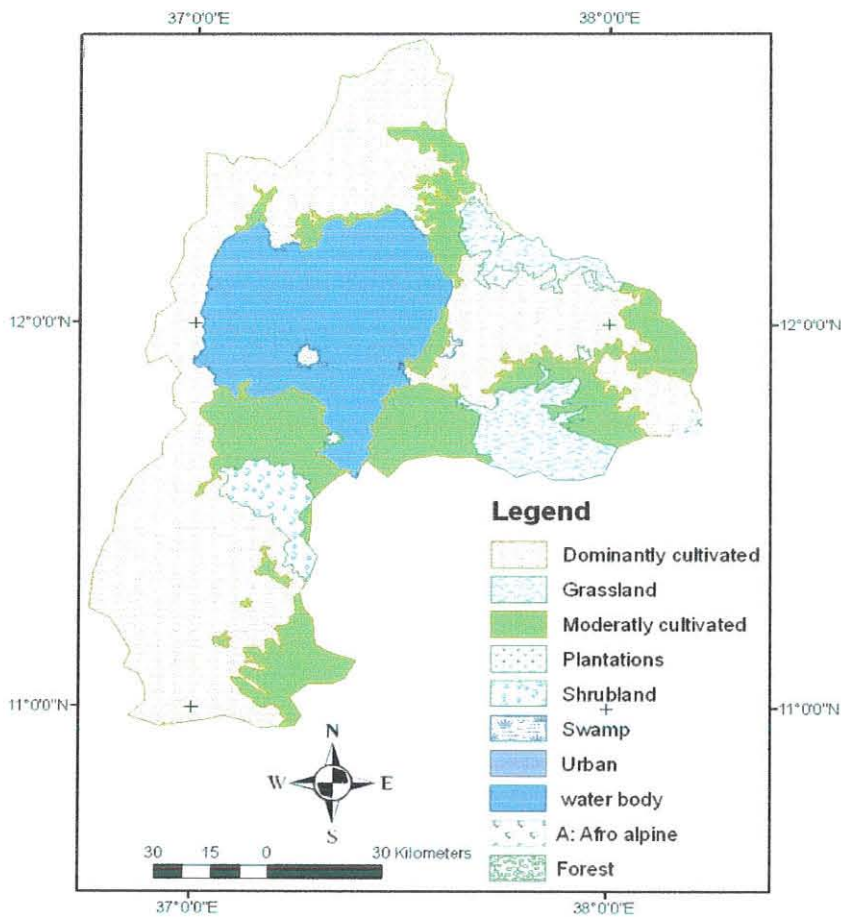 37°0'0"E 38°0'0"E
12°0'0"N 12°0'0"N
Legend
Dominantly cultivated
Grassland
Moderatly cultivated
Plantations
Shrubland
11°0'0"N 11°0'0"N
Swamp
N
Urban
W E
water body
S
A: Afro alpine
30 15 0 30 Kilometers
Forest
37°0'0"E 38°0'0"E